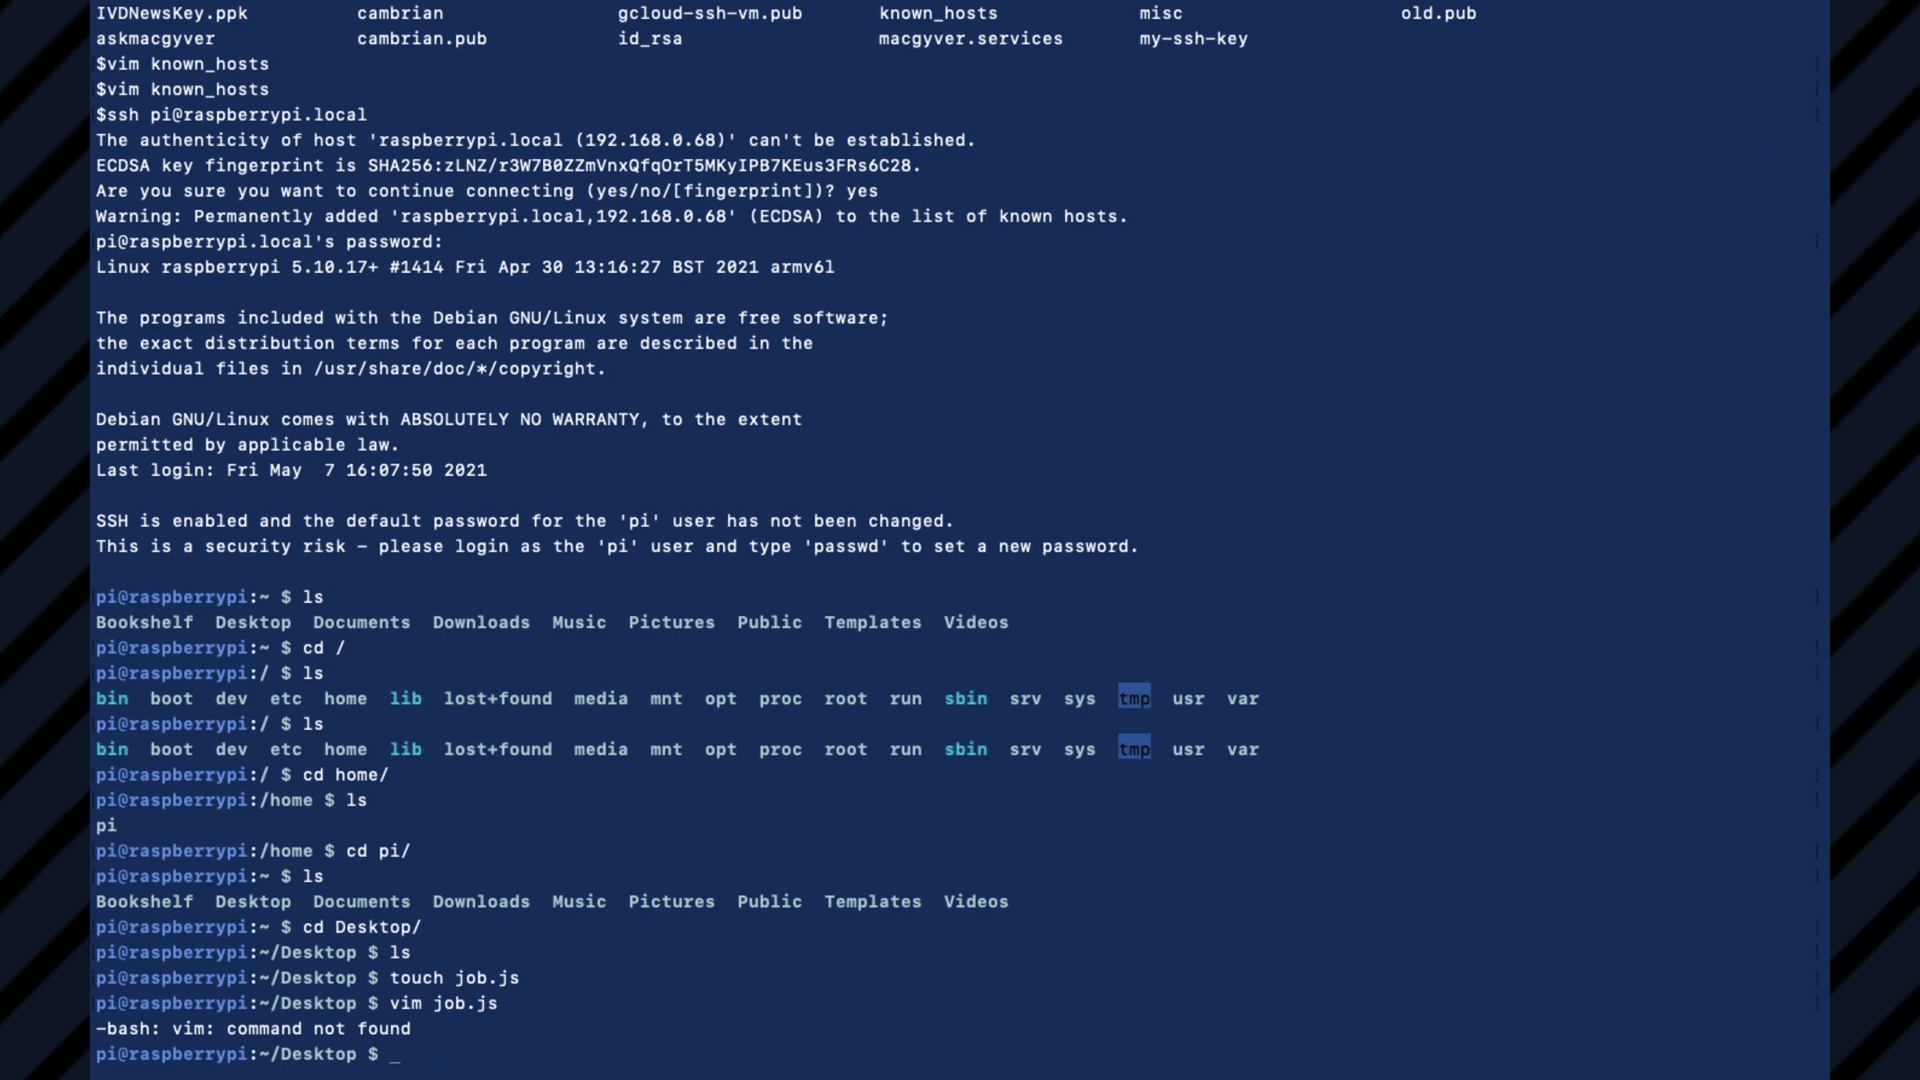 IVDNewsKey.ppk cambrian gcloud-ssh-vm.pub known_hosts misc old.pub
askmacgyver cambrian.pub id_rsa macgyver.services my-ssh-key
$vim known_hosts
$vim known_hosts
$ssh pi@raspberrypi.local
The authenticity of host 'raspberrypi.local (192.168.0.68)' can't be established.
ECDSA key fingerprint is SHA256:zLNZ/r3W7B0ZZmVnxQfqOrT5MKyIPB7KEus3FRs6C28.
Are you sure you want to continue connecting (yes/no/[fingerprint])? yes
Warning: Permanently added 'raspberrypi.local,192.168.0.68' (ECDSA) to the list of known hosts.
pi@raspberrypi.local's password:
Linux raspberrypi 5.10.17+ #1414 Fri Apr 30 13:16:27 BST 2021 armv6l
The programs included with the Debian GNU/Linux system are free software;
the exact distribution terms for each program are described in the
individual files in /usr/share/doc/*/copyright.
Debian GNU/Linux comes with ABSOLUTELY NO WARRANTY, to the extent
permitted by applicable law.
Last login: Fri May  7 16:07:50 2021
SSH is enabled and the default password for the 'pi' user has not been changed.
This is a security risk - please login as the 'pi' user and type 'passwd' to set a new password.
pi@raspberrypi:~ $ ls
Bookshelf Desktop Documents Downloads Music Pictures Public Templates Videos
pi@raspberrypi:~ $ cd /
pi@raspberrypi:/ $ ls
bin boot dev etc home lib lost+found media mnt opt proc root run sbin srv sys tmp usr var
pi@raspberrypi:/ $ ls
bin boot dev etc home lib lost+found media mnt opt proc root run sbin srv sys tmp usr var
pi@raspberrypi:/ $ cd home/
pi@raspberrypi:/home $ ls
pi
pi@raspberrypi:/home $ cd pi/
pi@raspberrypi:~ $ ls
Bookshelf Desktop Documents Downloads Music Pictures Public Templates Videos
pi@raspberrypi:~ $ cd Desktop/
pi@raspberrypi:~/Desktop $ ls
pi@raspberrypi:~/Desktop $ touch job.js
pi@raspberrypi:~/Desktop $ vim job.js
-bash: vim: command not found
pi@raspberrypi:~/Desktop $ _